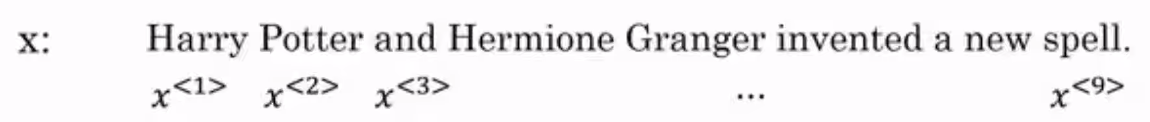 x: Harry Potter and Hermione Granger invented a new spell.
x<1> x<2> x<3> ... x<9>